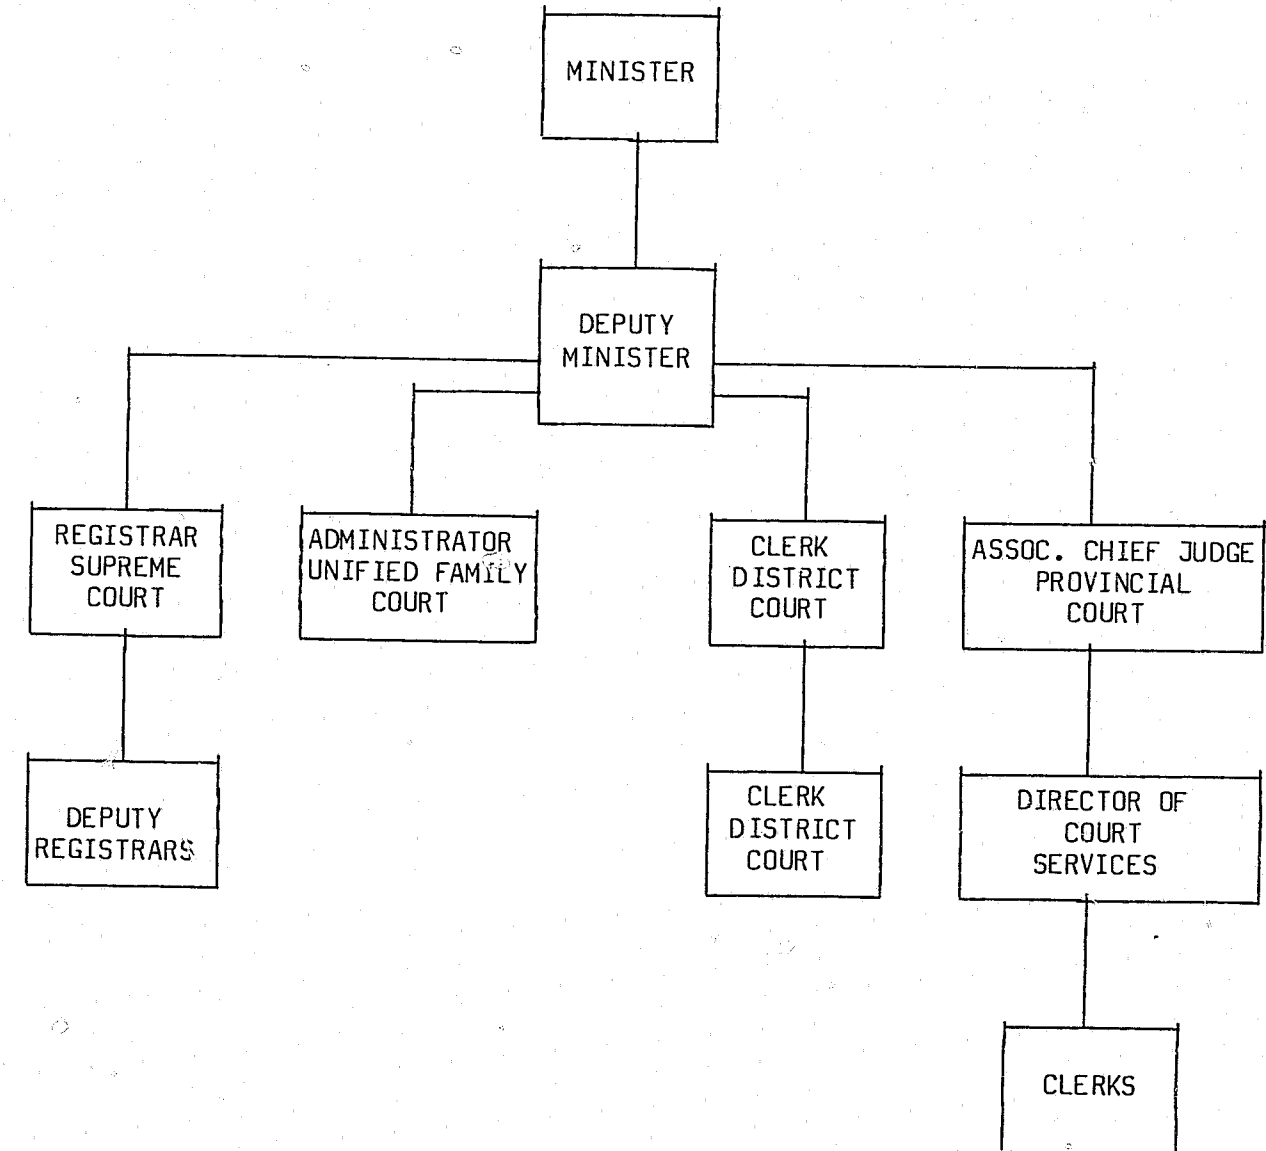 MINISTER
DEPUTY
MINISTER
REGISTRAR
SUPREME
COURT
ADMINISTRATOR
UNIFIED FAMILY
COURT
CLERK
DISTRICT
COURT
ASSOC. CHIEF JUDGE
PROVINCIAL
COURT
DEPUTY
REGISTRARS
CLERK
DISTRICT
COURT
DIRECTOR OF
COURT
SERVICES
CLERKS